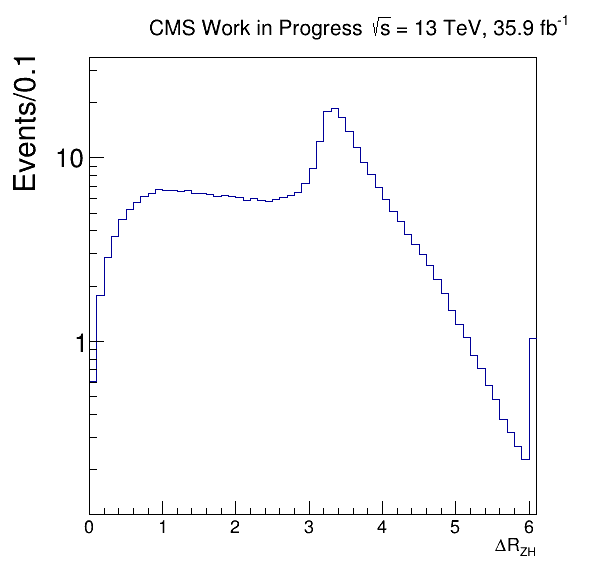 CMS Work in Progress √s = 13 TeV, 35.9 fb⁻¹
Events/0.1
10
1
0 1 2 3 4 5 6
ΔR_ZH